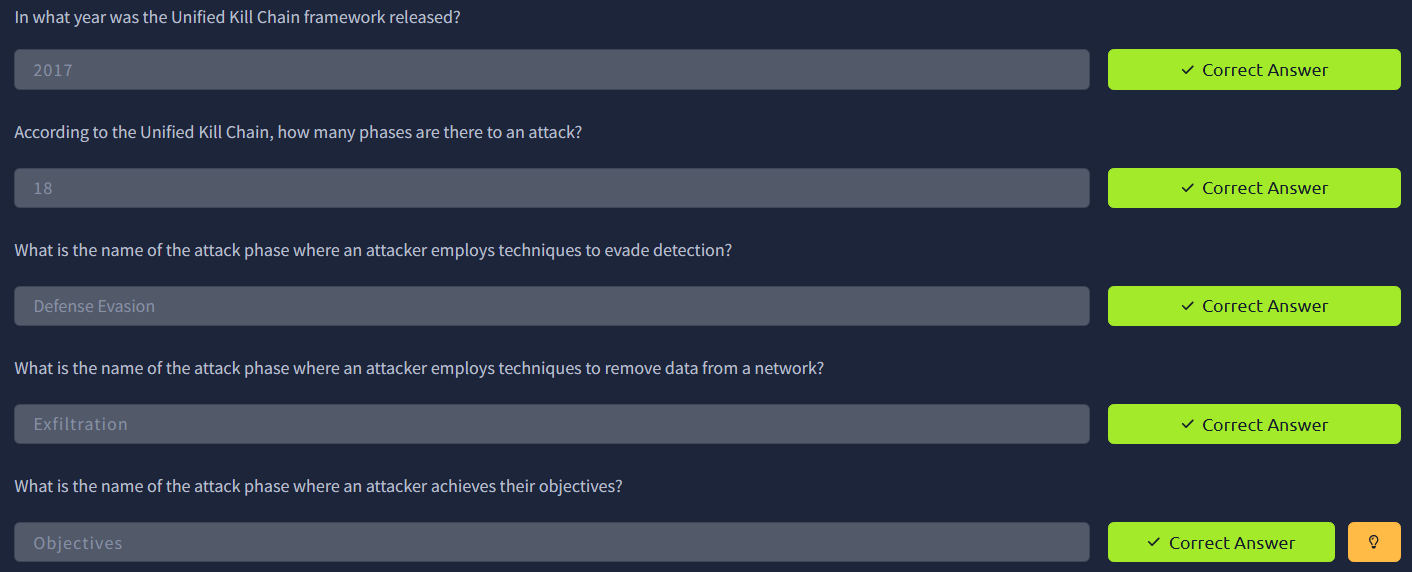 In what year was the Unified Kill Chain framework released?
2017
Correct Answer
According to the Unified Kill Chain, how many phases are there to an attack?
18
Correct Answer
What is the name of the attack phase where an attacker employs techniques to evade detection?
Defense Evasion
Correct Answer
What is the name of the attack phase where an attacker employs techniques to remove data from a network?
Exfiltration
Correct Answer
What is the name of the attack phase where an attacker achieves their objectives?
Objectives
Correct Answer